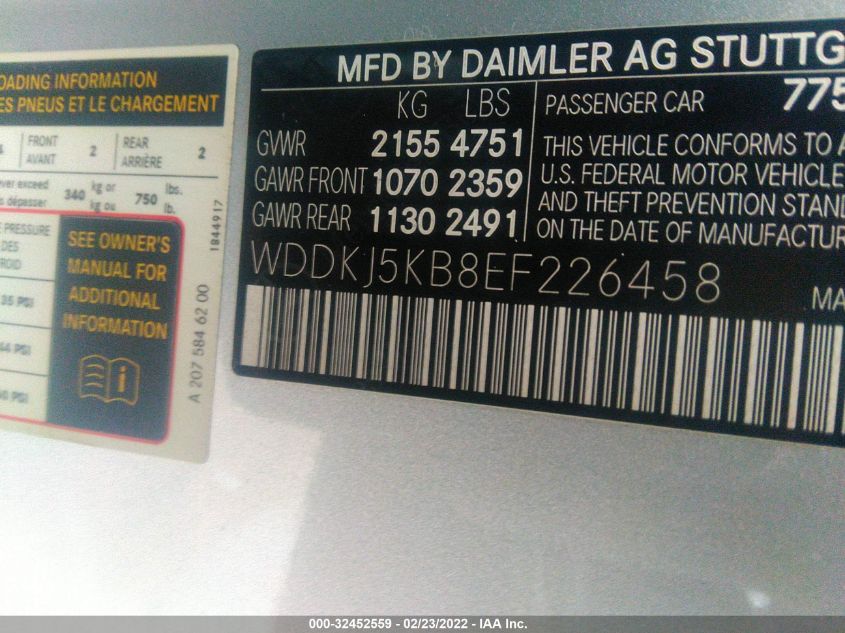 LOADING INFORMATION
ES PNEUS ET LE CHARGEMENT
FRONT
AVANT 2 REAR
ARRIÈRE 2
ever exceed
dépasser 340 kg or
kg ou 750 lbs.
lb.
PRESSURE
DES
35 PSI
PSI
PSI
SEE OWNER'S
MANUAL FOR
ADDITIONAL
INFORMATION
1844917
A 207 584 62 00
MFD BY DAIMLER AG STUTTG
KG LBS
GVWR 2155 4751
GAWR FRONT 1070 2359
GAWR REAR 1130 2491
PASSENGER CAR 775
THIS VEHICLE CONFORMS TO A
U.S. FEDERAL MOTOR VEHICLE
AND THEFT PREVENTION STAND
ON THE DATE OF MANUFACTUR
WDDKJ5KB8EF226458
MA
000-32452559 - 02/23/2022 - IAA Inc.